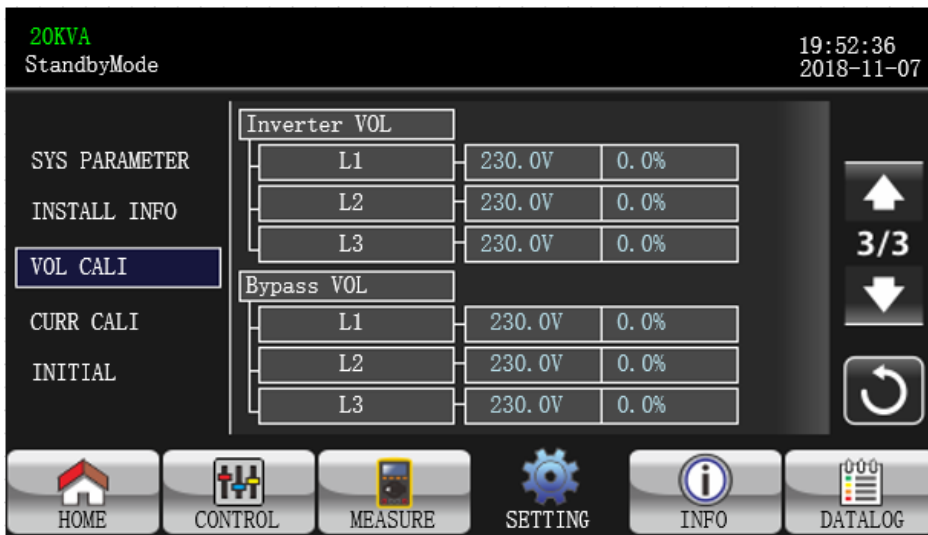 20KVA
StandbyMode
19:52:36
2018-11-07
SYS PARAMETER
INSTALL INFO
VOL CALI
CURR CALI
INITIAL
Inverter VOL
L1 230.0V 0.0%
L2 230.0V 0.0%
L3 230.0V 0.0%
Bypass VOL
L1 230.0V 0.0%
L2 230.0V 0.0%
L3 230.0V 0.0%
3/3
HOME CONTROL MEASURE SETTING INFO DATALOG